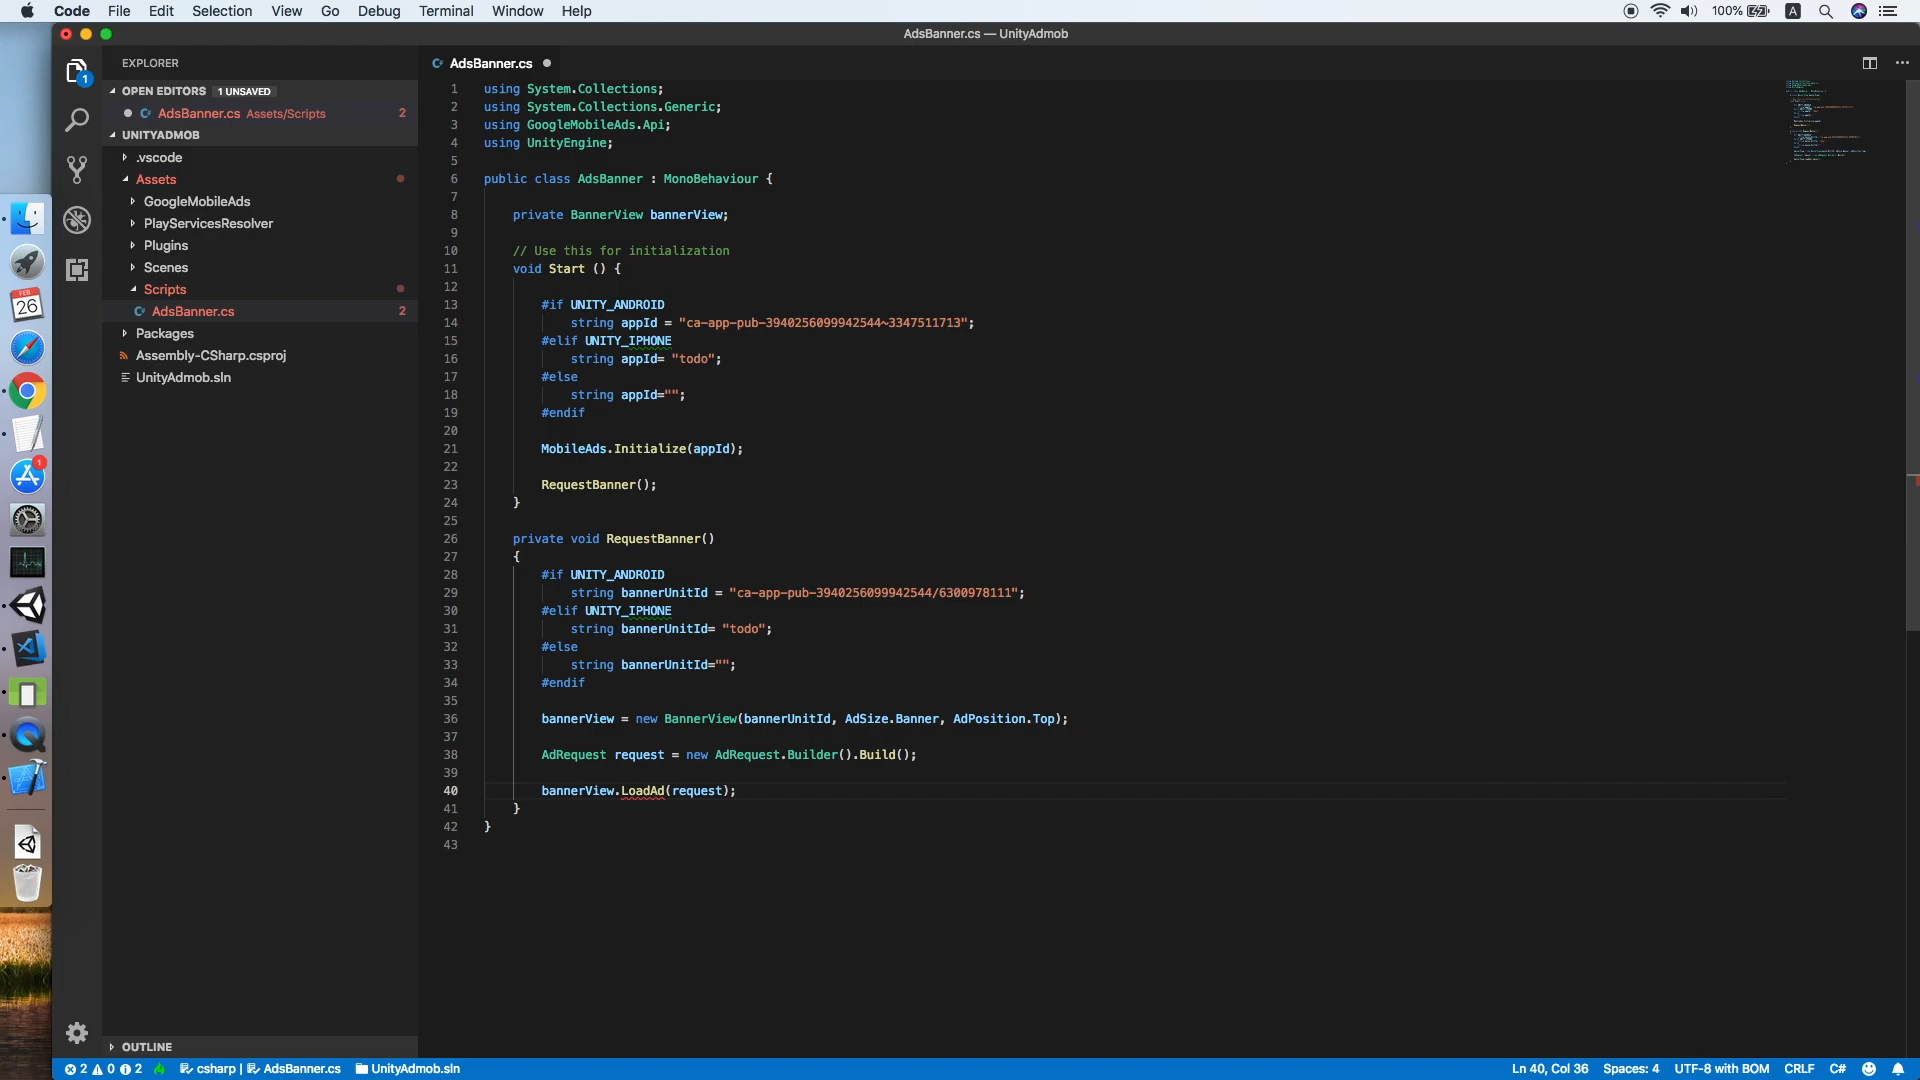 Code File Edit Selection View Go Debug Terminal Window Help
100% A
AdsBanner.cs — UnityAdmob
EXPLORER
OPEN EDITORS 1 UNSAVED
AdsBanner.cs Assets/Scripts 2
UNITYADMOB
.vscode
Assets
GoogleMobileAds
PlayServicesResolver
Plugins
Scenes
Scripts
AdsBanner.cs 2
Packages
Assembly-CSharp.csproj
UnityAdmob.sln
OUTLINE
1
FEB
26
1
AdsBanner.cs
1 using System.Collections;
2 using System.Collections.Generic;
3 using GoogleMobileAds.Api;
4 using UnityEngine;
5
6 public class AdsBanner : MonoBehaviour {
7
8 private BannerView bannerView;
9
10 // Use this for initialization
11 void Start () {
12
13 #if UNITY_ANDROID
14 string appId = "ca-app-pub-3940256099942544~3347511713";
15 #elif UNITY_IPHONE
16 string appId= "todo";
17 #else
18 string appId="";
19 #endif
20
21 MobileAds.Initialize(appId);
22
23 RequestBanner();
24 }
25
26 private void RequestBanner()
27 {
28 #if UNITY_ANDROID
29 string bannerUnitId = "ca-app-pub-3940256099942544/6300978111";
30 #elif UNITY_IPHONE
31 string bannerUnitId= "todo";
32 #else
33 string bannerUnitId="";
34 #endif
35
36 bannerView = new BannerView(bannerUnitId, AdSize.Banner, AdPosition.Top);
37
38 AdRequest request = new AdRequest.Builder().Build();
39
40 bannerView.LoadAd(request);
41 }
42 }
43
2 0 2 csharp | AdsBanner.cs UnityAdmob.sln
Ln 40, Col 36 Spaces: 4 UTF-8 with BOM CRLF C#